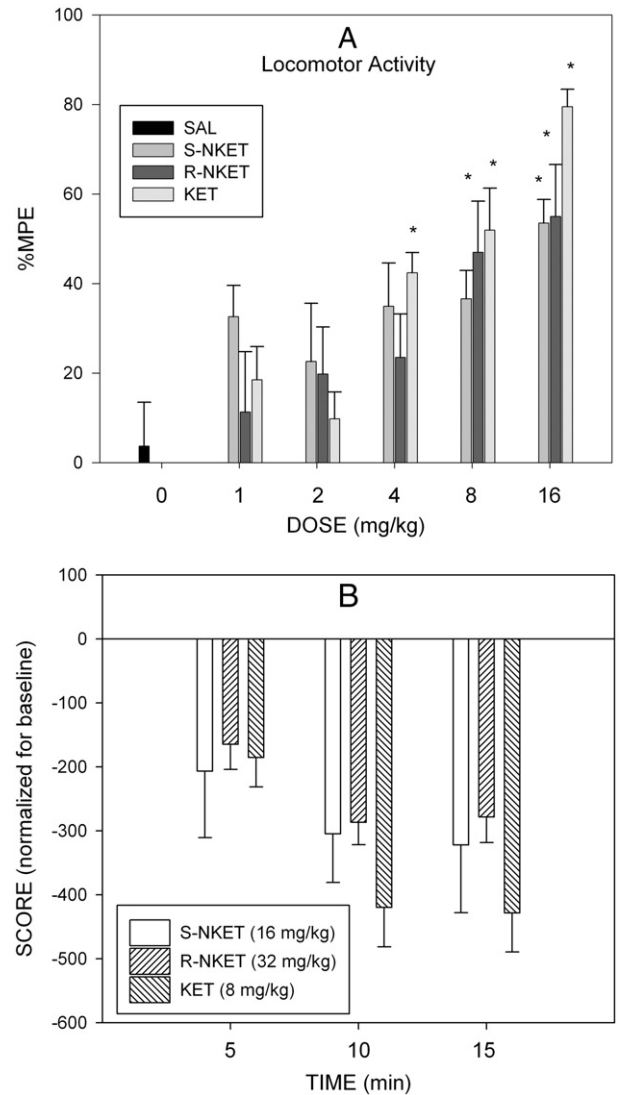 A
Locomotor Activity
100
80
60
40
20
0
%MPE
SAL
S-NKET
R-NKET
KET
*
*
*
*
*
*
0 1 2 4 8 16
DOSE (mg/kg)
B
100
0
-100
-200
-300
-400
-500
-600
SCORE (normalized for baseline)
S-NKET (16 mg/kg)
R-NKET (32 mg/kg)
KET (8 mg/kg)
5 10 15
TIME (min)